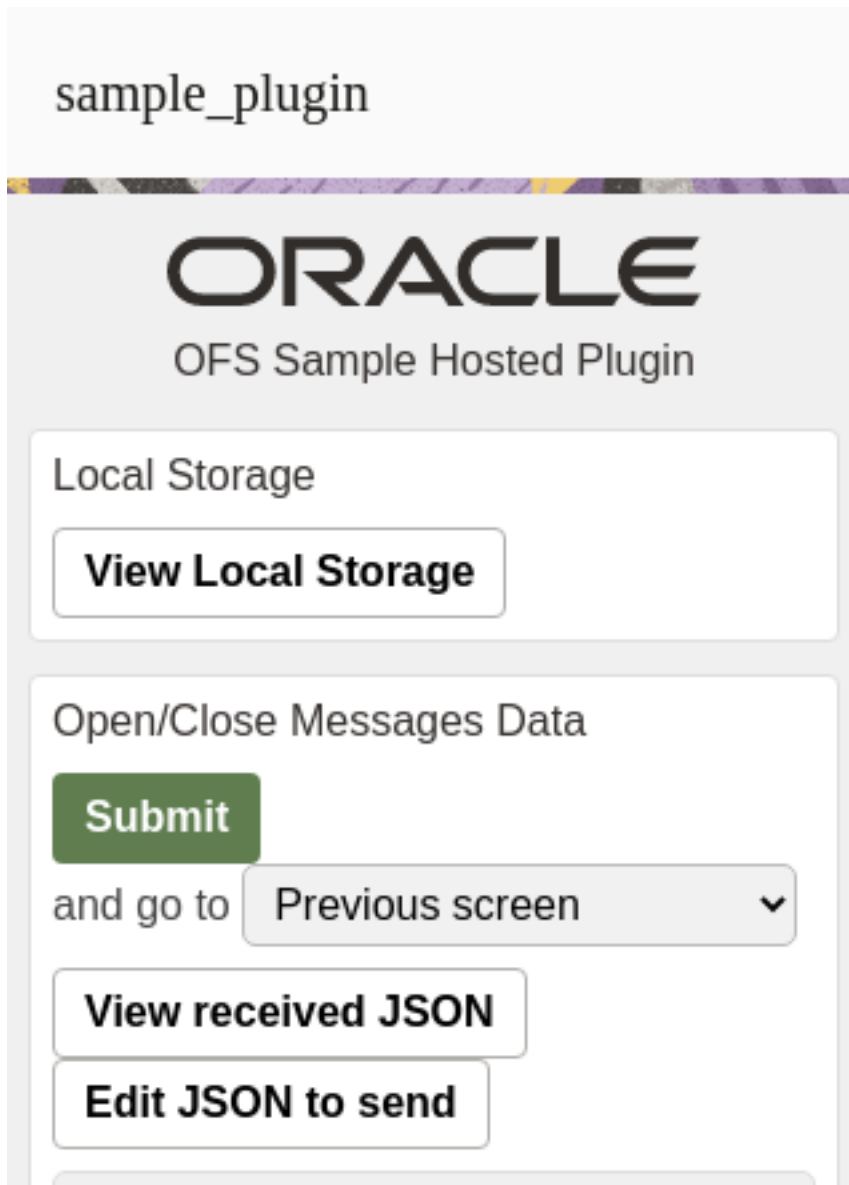 sample_plugin
ORACLE
OFS Sample Hosted Plugin
Local Storage
View Local Storage
Open/Close Messages Data
Submit
and go to Previous screen
View received JSON
Edit JSON to send